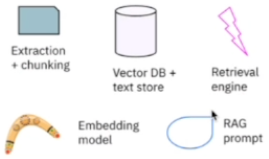 Extraction
+ chunking
Vector DB +
text store
Retrieval
engine
Embedding
model
RAG
prompt